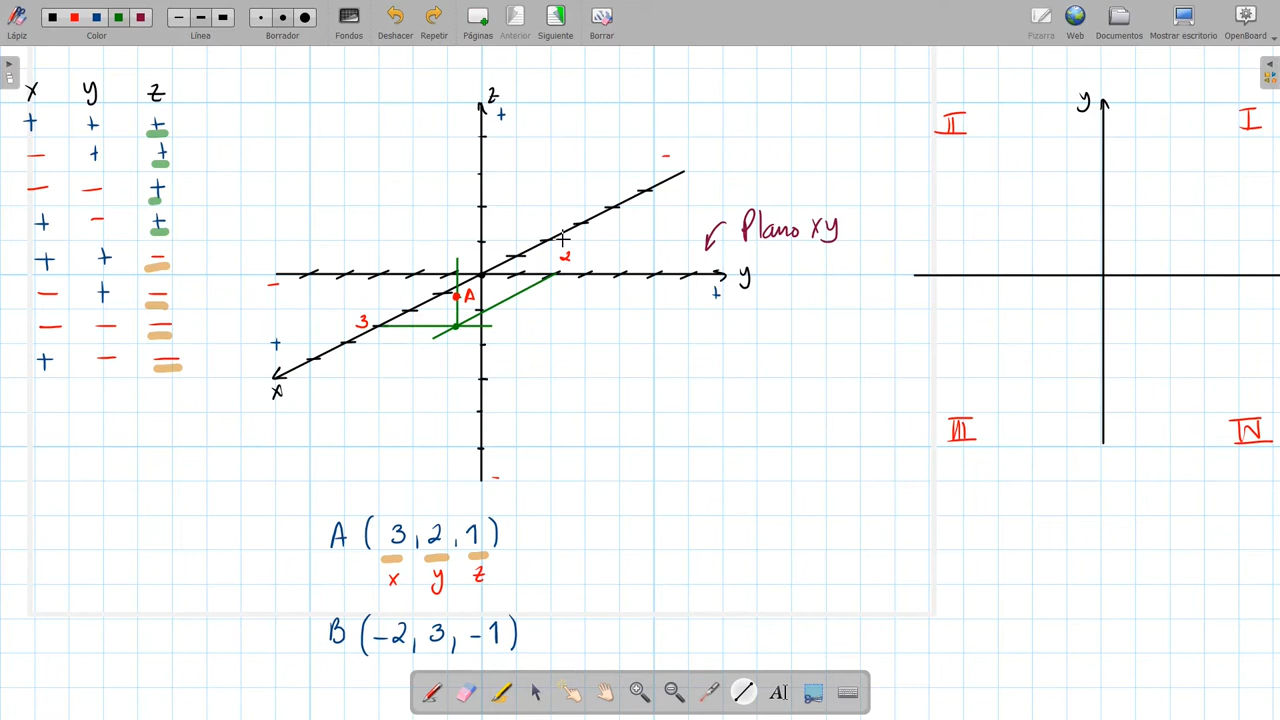 Lápiz Color Línea Borrador Fondos Deshacer Repetir Páginas Anterior Siguiente Borrar Pizarra Web Documentos Mostrar escritorio OpenBoard
x y z
+ + +
- + +
- - +
+ - +
+ + -
- + -
- - -
+ - -
z
+
-
Plano xy
2
y
-
+
A
3
+
x
-
y
II I
III IV
A ( 3 , 2 , 1 )
x y z
B ( -2 , 3 , -1 )
AI